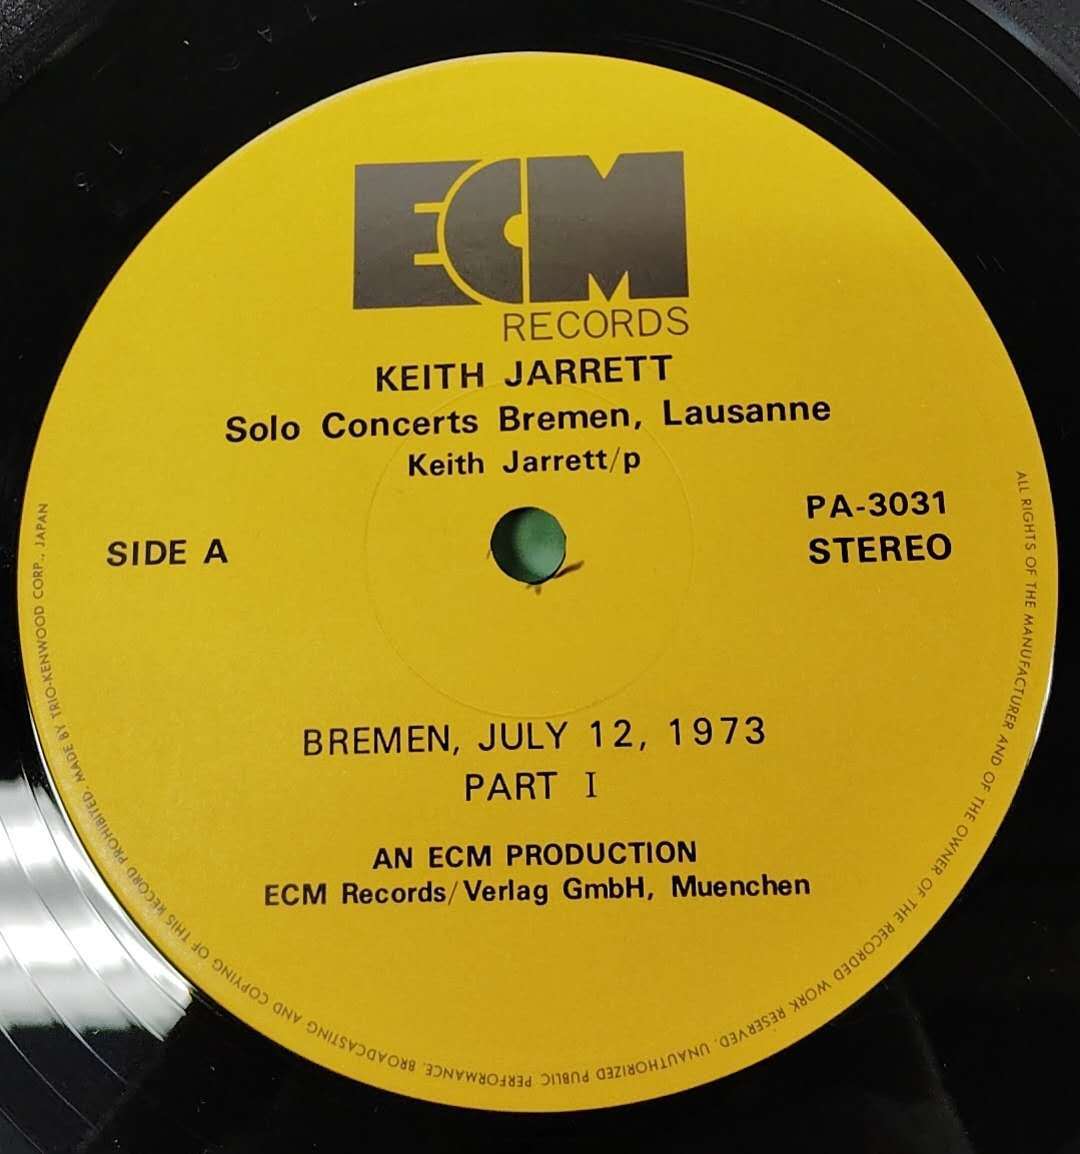 ECM
RECORDS
KEITH JARRETT
Solo Concerts Bremen, Lausanne
Keith Jarrett/p
SIDE A
PA-3031
STEREO
BREMEN, JULY 12, 1973
PART I
AN ECM PRODUCTION
ECM Records/Verlag GmbH, Muenchen
ALL RIGHTS OF THE MANUFACTURER AND OF THE OWNER OF THE RECORDED WORK RESERVED. UNAUTHORIZED PUBLIC PERFORMANCE, BROADCASTING AND COPYING OF THIS RECORD PROHIBITED. MADE BY TRIO-KENWOOD CORP., JAPAN